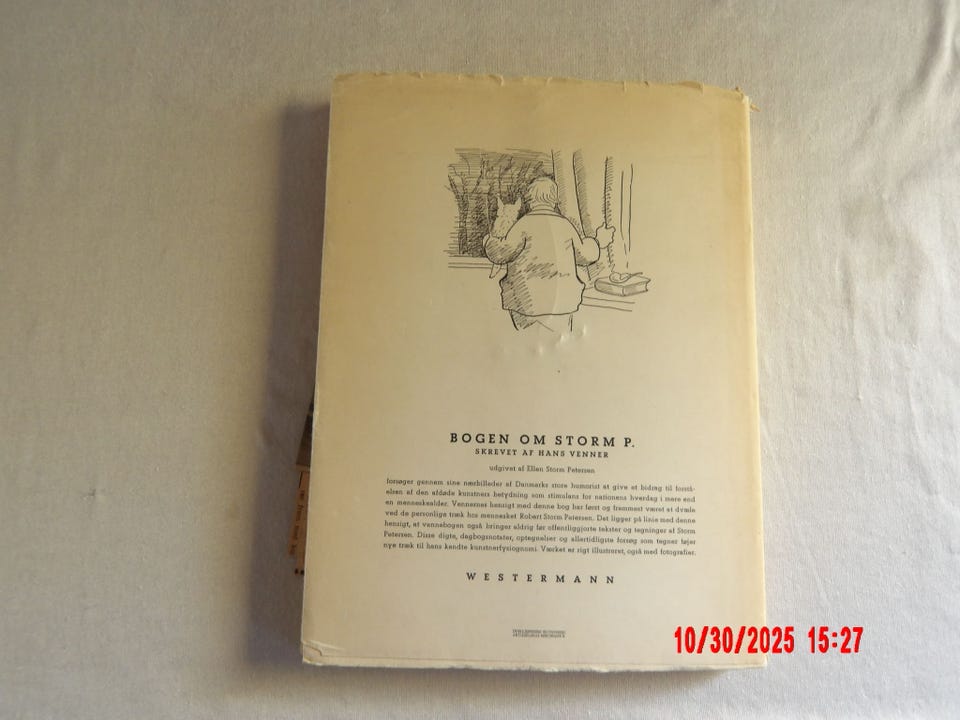 BOGEN OM STORM P.
SKREVET AF HANS VENNER
udgivet af Ellen Storm Petersen
forsøger gennem sine nærbilleder af Danmarks store humorist at give et bidrag til forstå-
elsen af den afdøde kunstners betydning som stimulans for nationens hverdag i mere end
en menneskealder. Vennernes hensigt med denne bog har først og fremmest været at dvæle
ved de personlige træk hos mennesket Robert Storm Petersen. Det ligger på linie med denne
hensigt, at vennebogen også bringer aldrig før offentliggjorte tekster og tegninger af Storm
Petersen. Disse digte, dagbogsnotater, optegnelser og allertidligste forsøg som tegner tøjer
nye træk til hans kendte kunstnerfysiognomi. Værket er rigt illustreret, også med fotografier.
WESTERMANN
10/30/2025 15:27